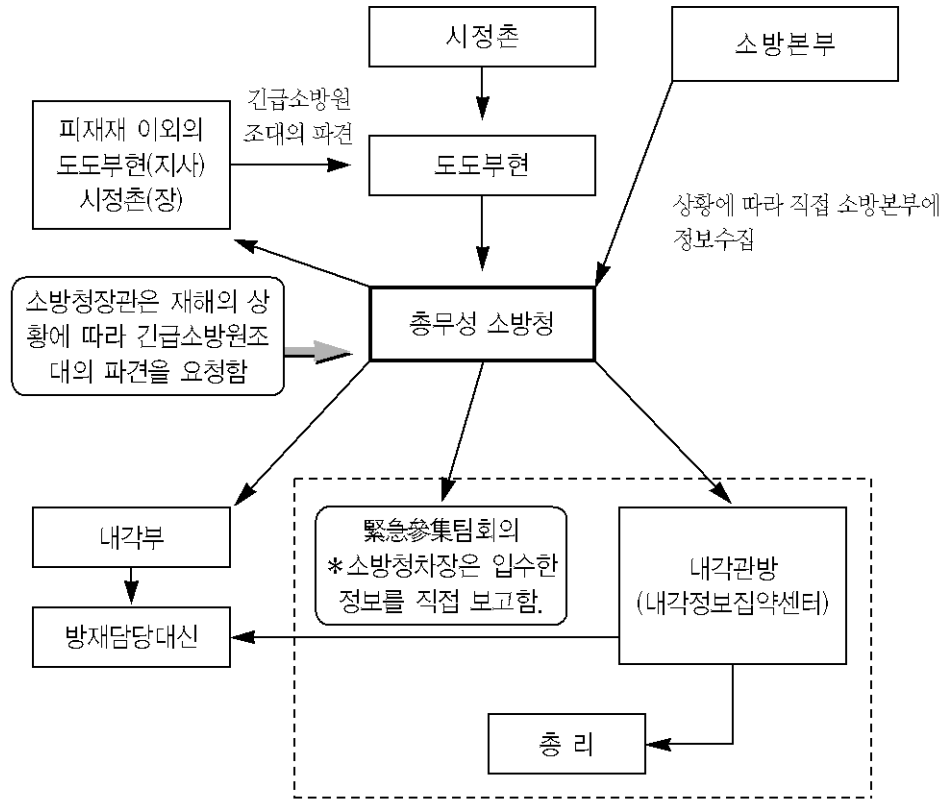 시정촌
소방본부
긴급소방원
조대의 파견
피재재 이외의
도도부현(지사)
시정촌(장)
도도부현
상황에 따라 직접 소방본부에
정보수집
소방청장관은 재해의 상
황에 따라 긴급소방원조
대의 파견을 요청함
총무성 소방청
내각부
緊急參集팀회의
*소방청차장은 입수한
정보를 직접 보고함.
내각관방
(내각정보집약센터)
방재담당대신
총 리